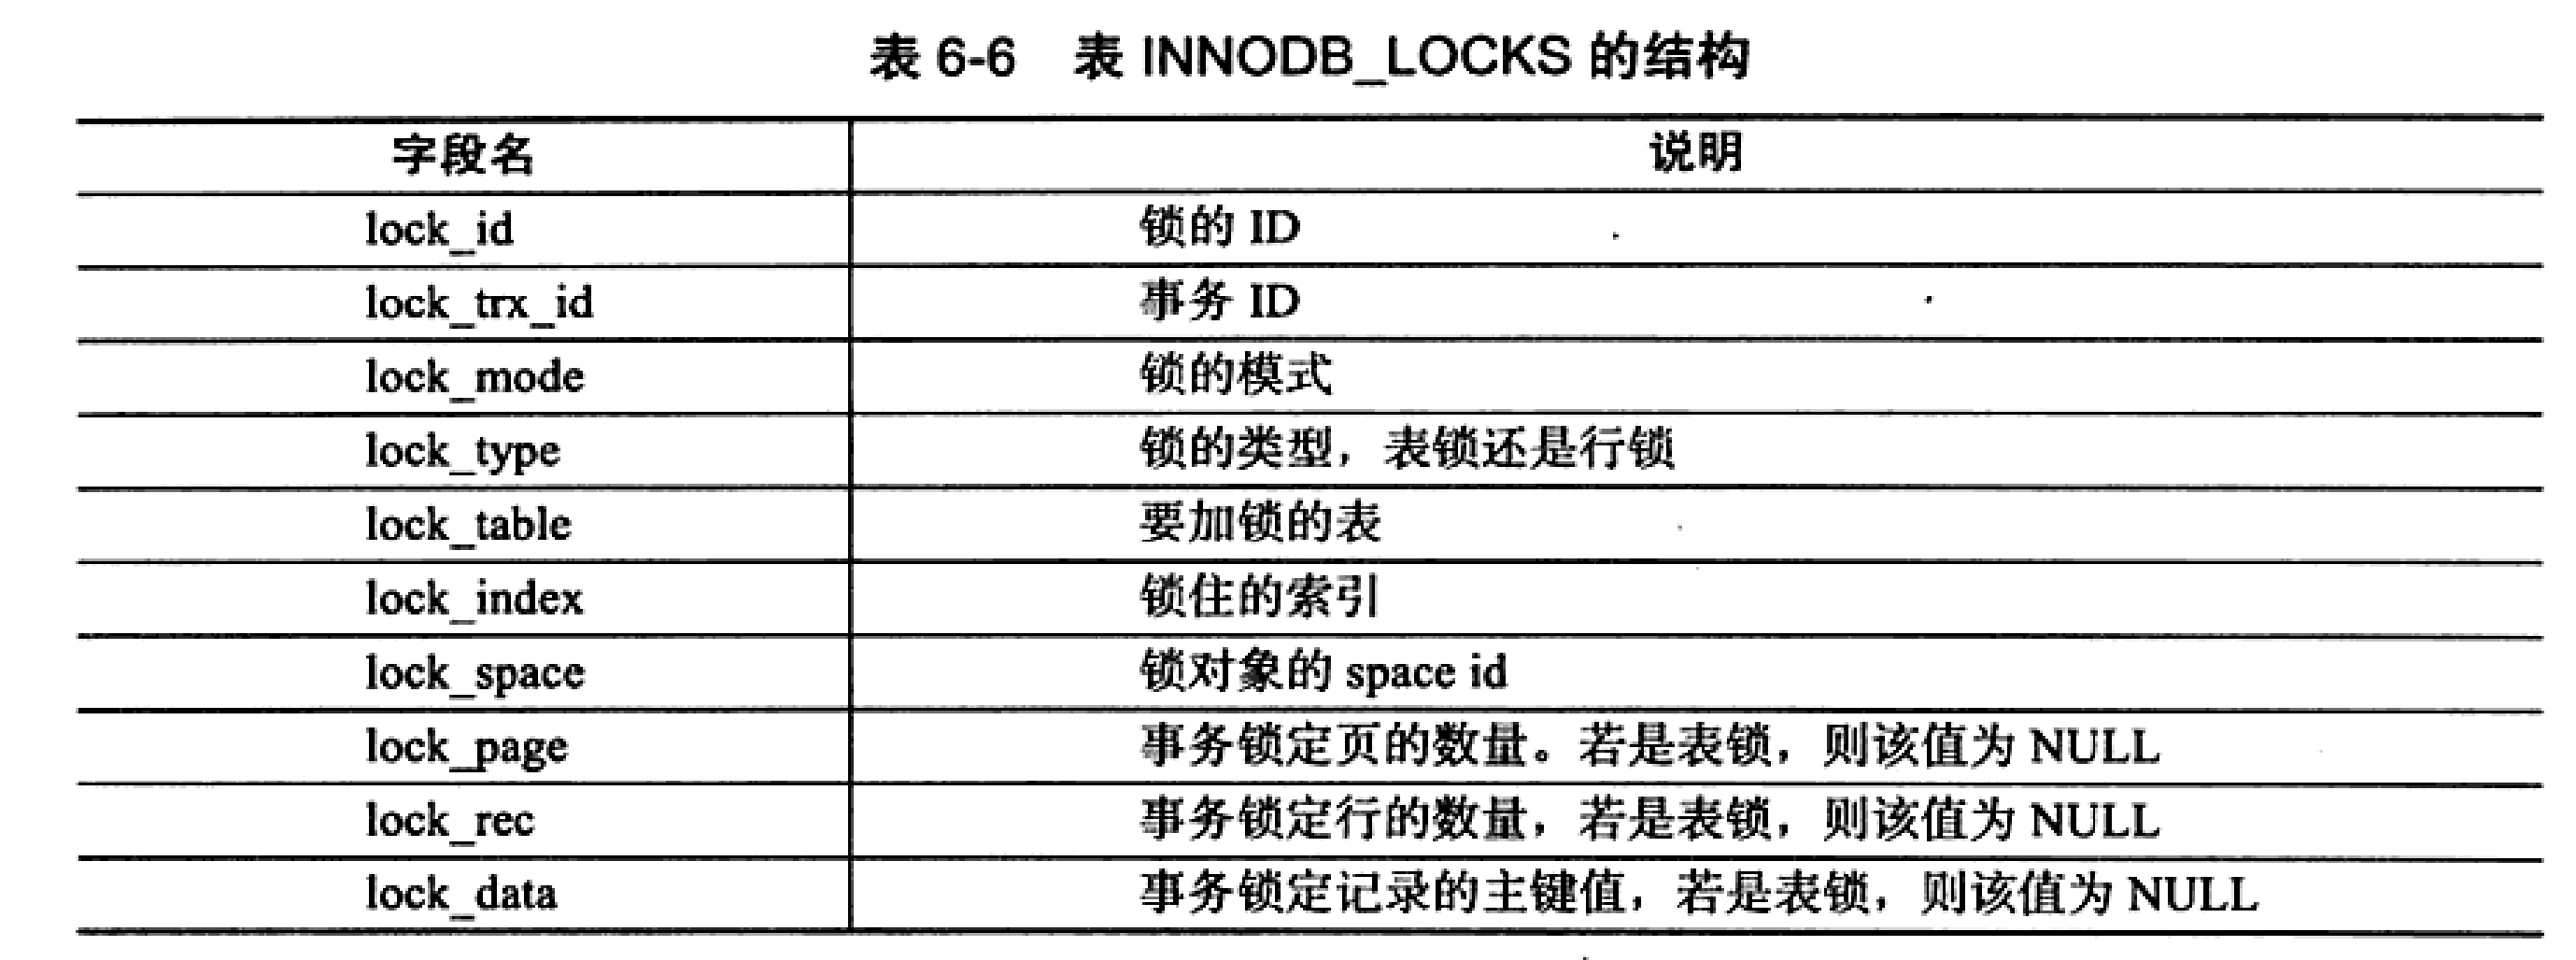 表 6-6 表 INNODB_LOCKS 的结构
字段名 说明
lock_id 锁的 ID
lock_trx_id 事务 ID
lock_mode 锁的模式
lock_type 锁的类型，表锁还是行锁
lock_table 要加锁的表
lock_index 锁住的索引
lock_space 锁对象的 space id
lock_page 事务锁定页的数量。若是表锁，则该值为 NULL
lock_rec 事务锁定行的数量，若是表锁，则该值为 NULL
lock_data 事务锁定记录的主键值，若是表锁，则该值为 NULL